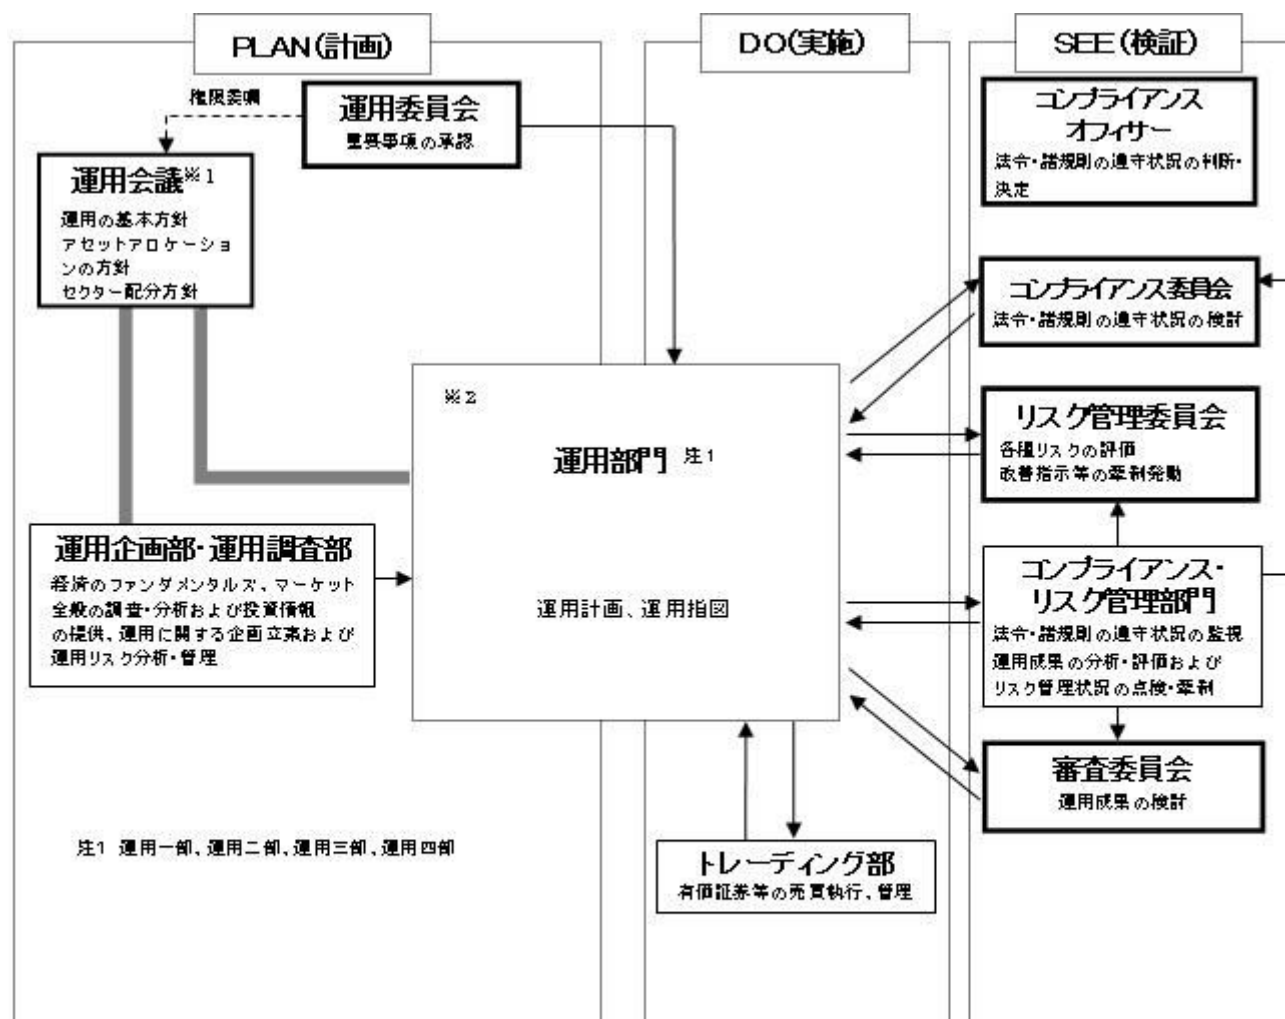 PLAN(計画)
権限委嘱
運用委員会
重要事項の承認
運用会議※1
運用の基本方針
アセットアロケーショ
ンの方針
セクター配分方針
運用企画部・運用調査部
経済のファンダメンタルズ、マーケット
全般の調査・分析および投資情報
の提供、運用に関する企画立案および
運用リスク分析・管理
注1 運用一部、運用二部、運用三部、運用四部
DO(実施)
※2
運用部門 注1
運用計画、運用指図
トレーディング部
有価証券等の売買執行、管理
SEE(検証)
コンプライアンス
オフィサー
法令・諸規則の遵守状況の判断・
決定
コンプライアンス委員会
法令・諸規則の遵守状況の検討
リスク管理委員会
各種リスクの評価
改善指示等の牽制発動
コンプライアンス・
リスク管理部門
法令・諸規則の遵守状況の監視
運用成果の分析・評価および
リスク管理状況の点検・牽制
審査委員会
運用成果の検討